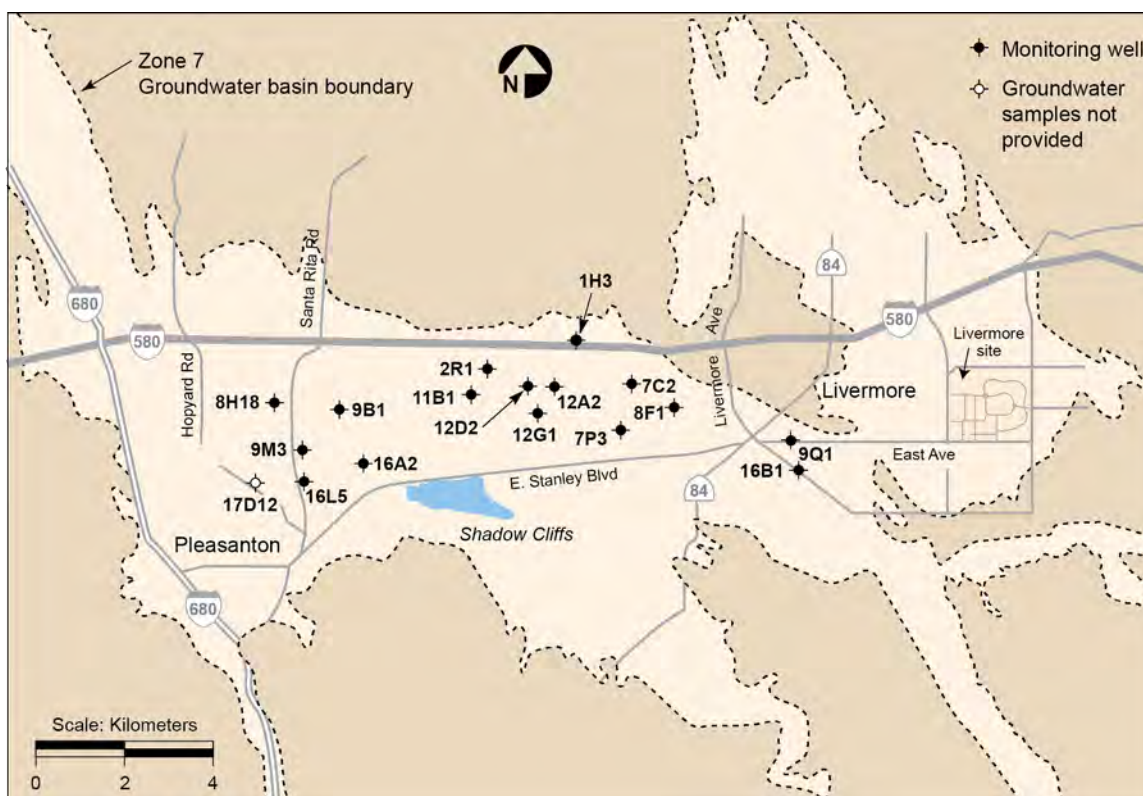 Zone 7
Groundwater basin boundary
N
Monitoring well
Groundwater
samples not
provided
680
580
Hopyard Rd
Santa Rita Rd
1H3
Livermore Ave
84
580
Livermore
site
2R1
11B1
12D2
12A2
12G1
7C2
8F1
7P3
Livermore
8H18
9B1
9M3
16A2
16L5
17D12
9Q1
16B1
East Ave
E. Stanley Blvd
84
Shadow Cliffs
Pleasanton
680
Scale: Kilometers
0 2 4